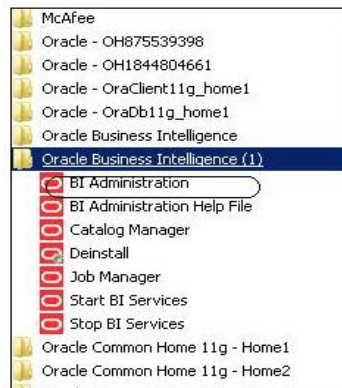 McAfee
Oracle - OH875539398
Oracle - OH1844804661
Oracle - OraClient11g_home1
Oracle - OraDb11g_home1
Oracle Business Intelligence
Oracle Business Intelligence (1)
BI Administration
BI Administration Help File
Catalog Manager
Deinstall
Job Manager
Start BI Services
Stop BI Services
Oracle Common Home 11g - Home1
Oracle Common Home 11g - Home2